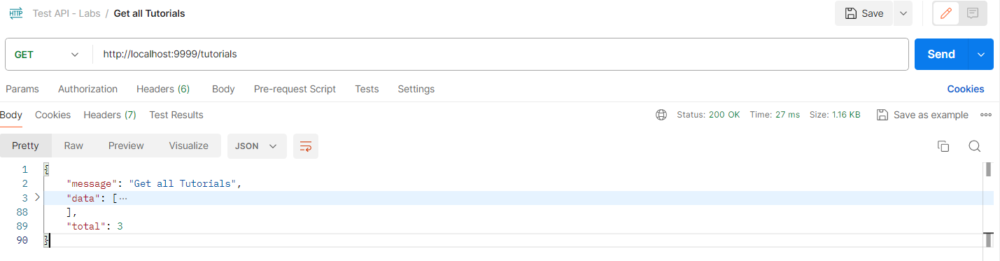 HTTP Test API - Labs / Get all Tutorials Save
GET http://localhost:9999/tutorials Send
Params Authorization Headers (6) Body Pre-request Script Tests Settings Cookies
Body Cookies Headers (7) Test Results Status: 200 OK Time: 27 ms Size: 1.16 KB Save as example
Pretty Raw Preview Visualize JSON
1 {
2 "message": "Get all Tutorials",
3 "data": [···
88 ],
89 "total": 3
90 }